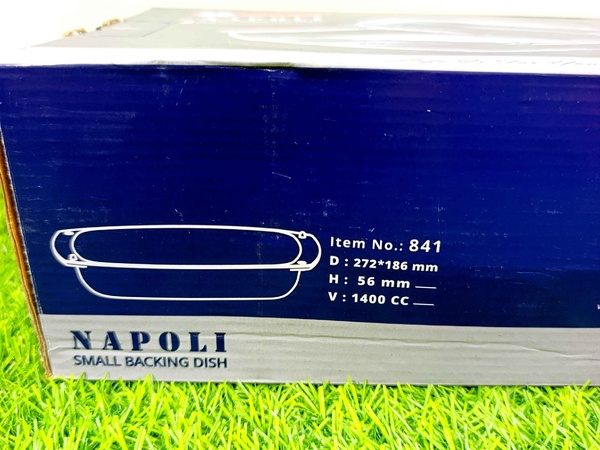 Item No.: 841
D : 272*186 mm
H : 56 mm
V : 1400 CC
NAPOLI
SMALL BACKING DISH